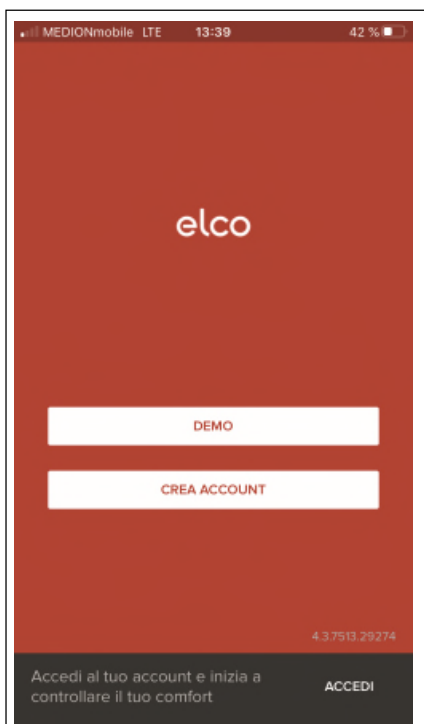 MEDIONmobile LTE 13:39 42 %
elco
DEMO
CREA ACCOUNT
4.3.7513.29274
Accedi al tuo account e inizia a
controllare il tuo comfort
ACCEDI